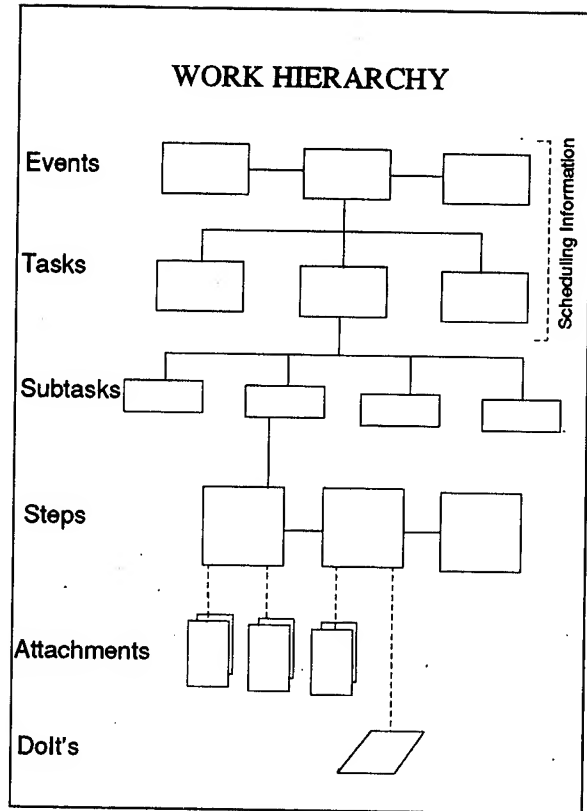 WORK HIERARCHY
Events
Scheduling Information
Tasks
Subtasks
Steps
Attachments
DoIt's